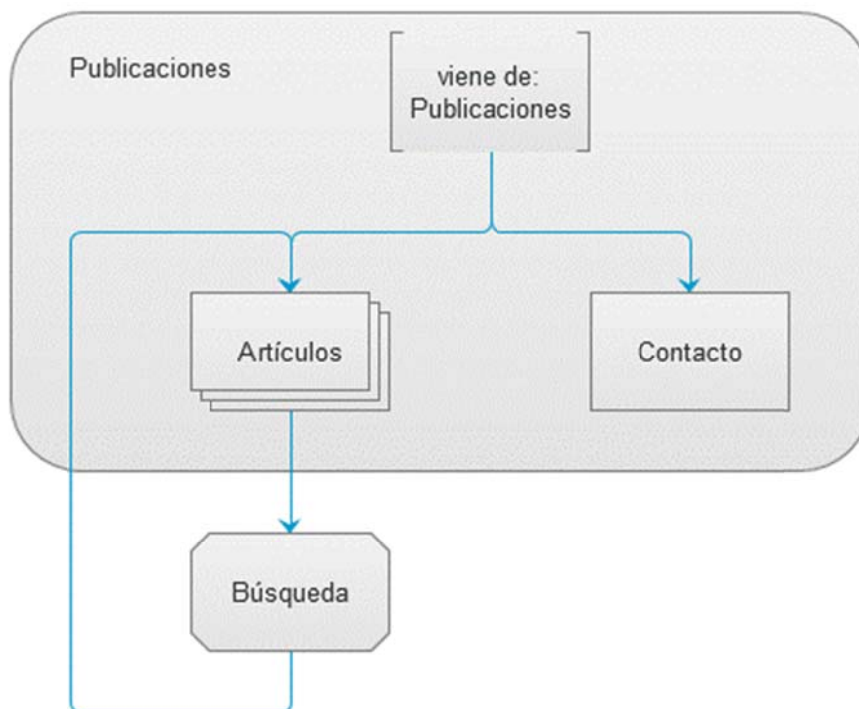 Publicaciones
viene de:
Publicaciones
Artículos
Contacto
Búsqueda